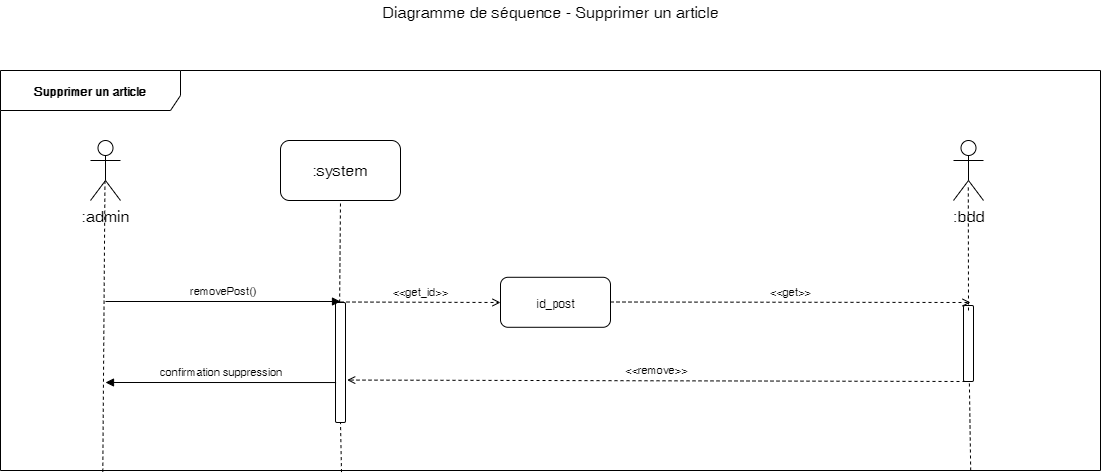 Diagramme de séquence - Supprimer un article
Supprimer un article
:system
:admin
:bdd
removePost()
<<get_id>>
id_post
<<get>>
confirmation suppression
<<remove>>